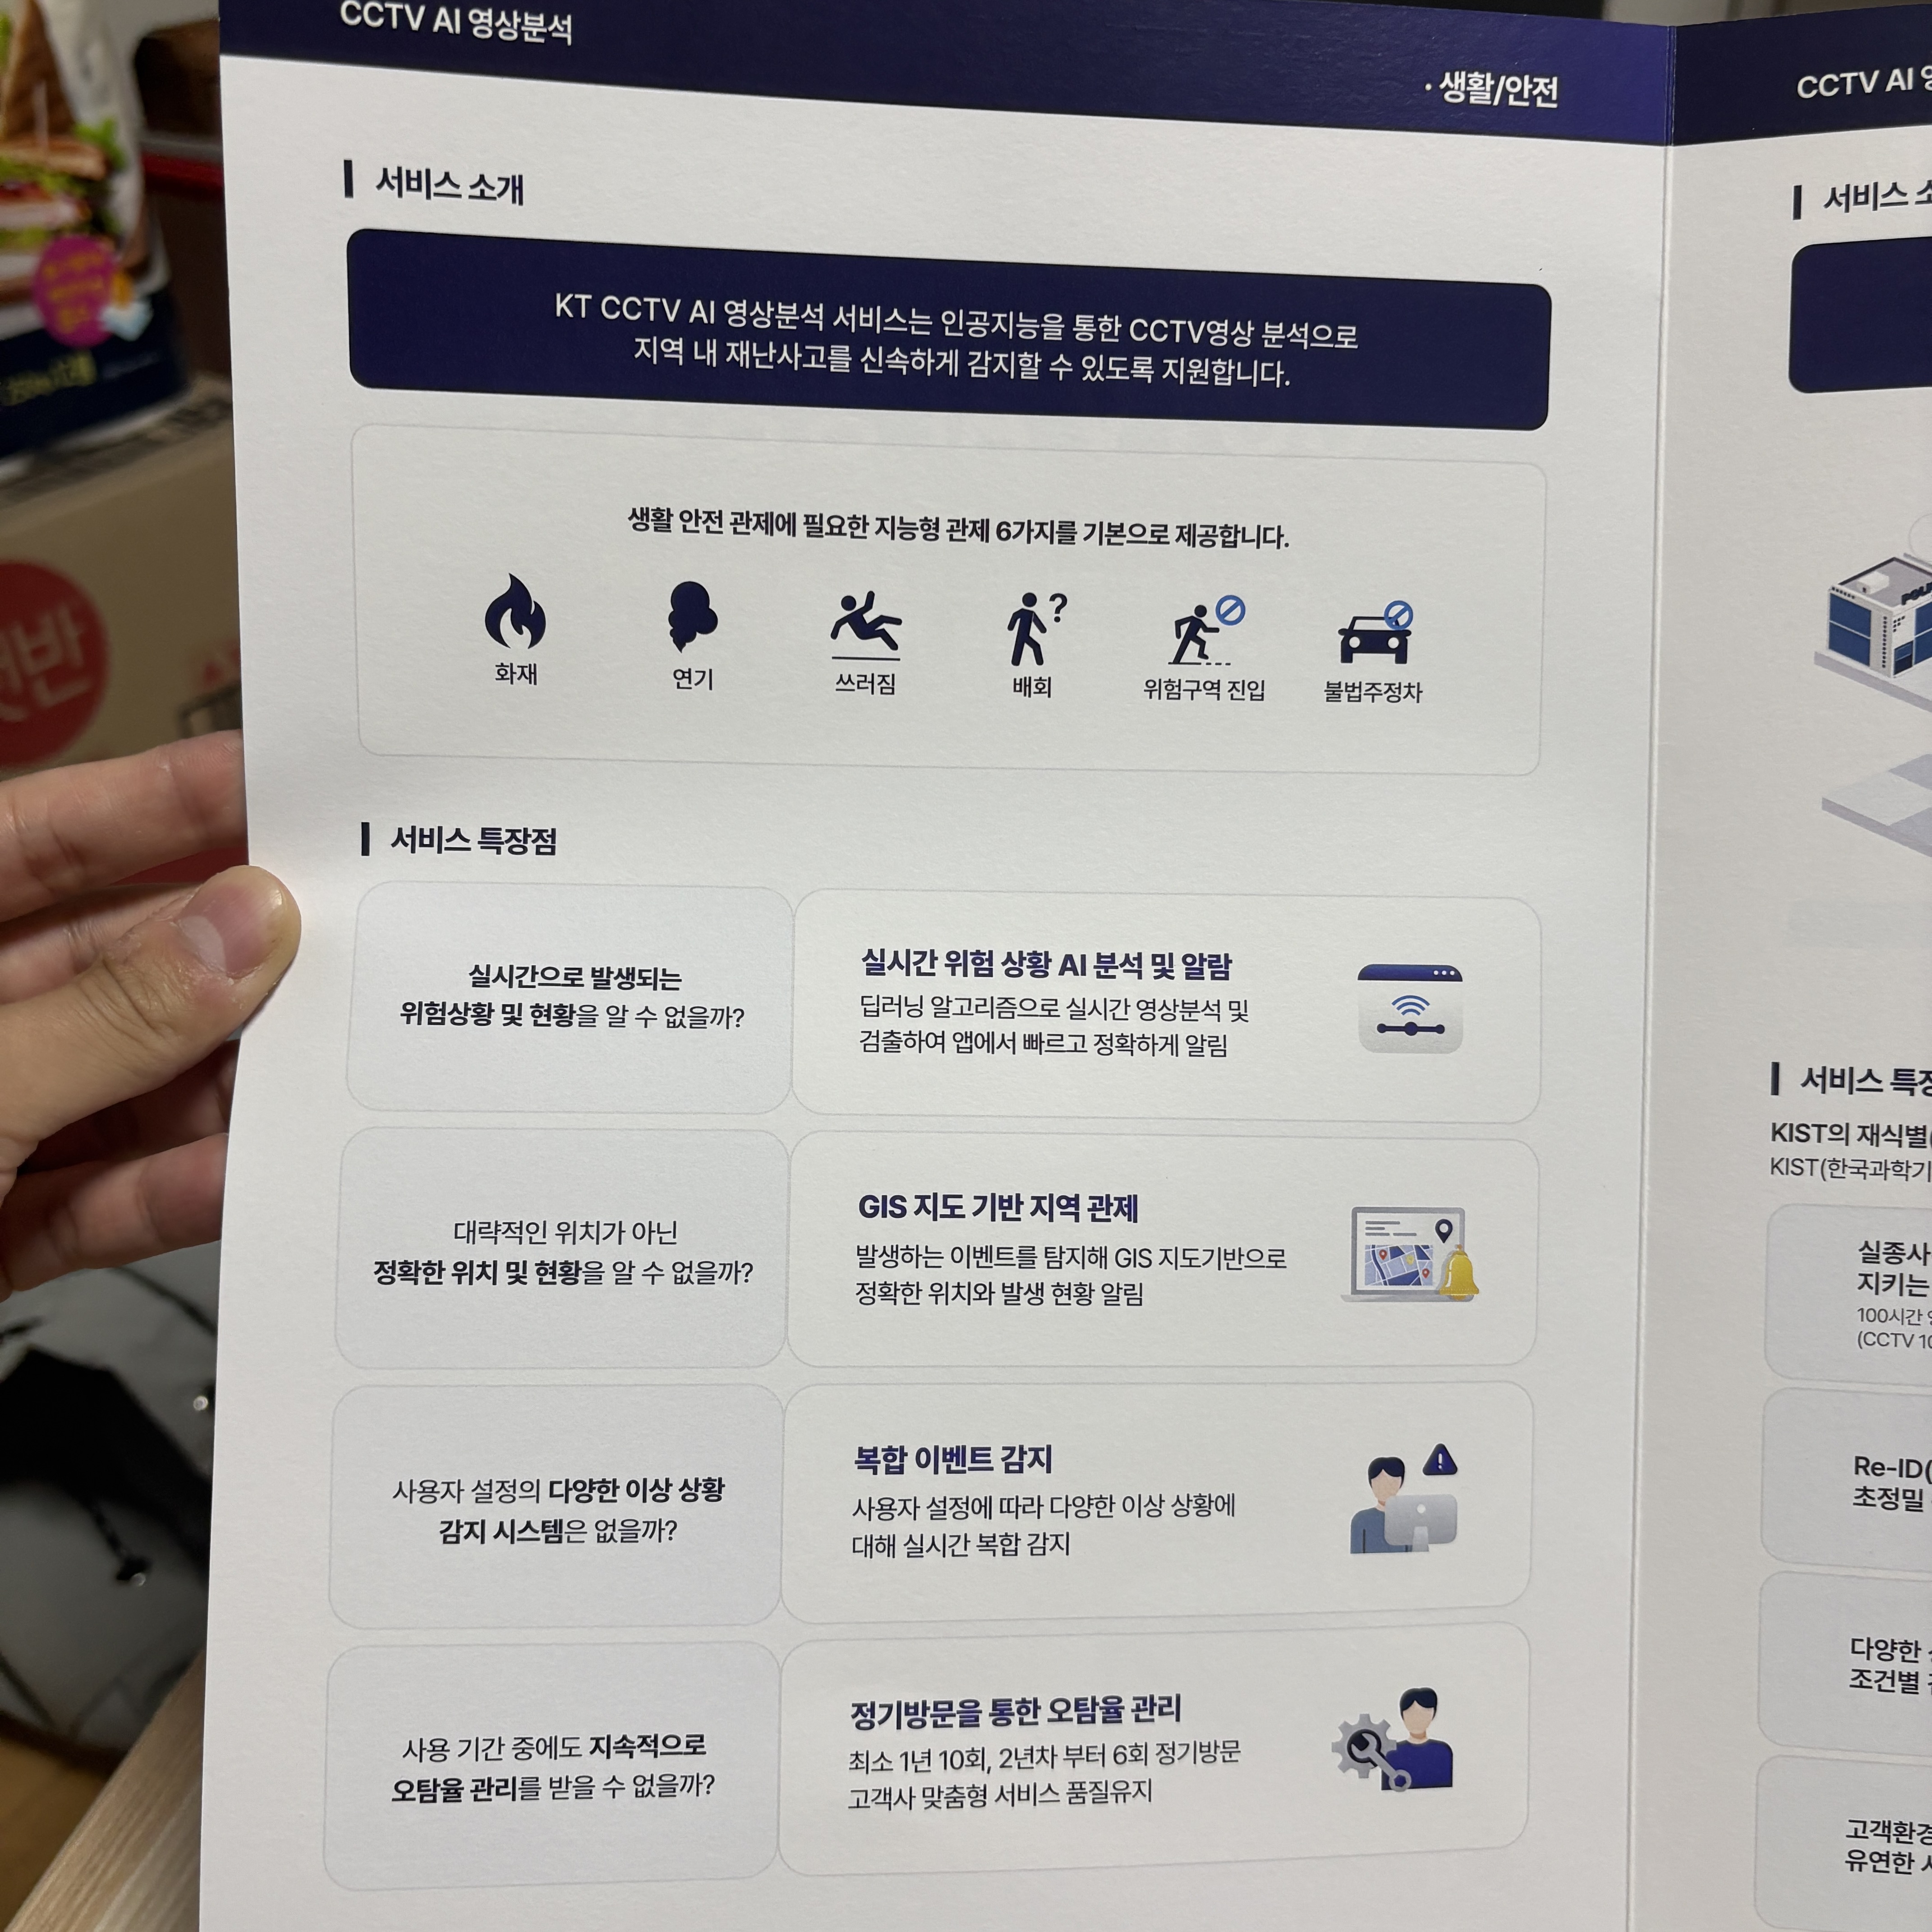 CCTV AI 영상분석
· 생활/안전
서비스 소개
KT CCTV AI 영상분석 서비스는 인공지능을 통한 CCTV영상 분석으로
지역 내 재난사고를 신속하게 감지할 수 있도록 지원합니다.
생활 안전 관제에 필요한 지능형 관제 6가지를 기본으로 제공합니다.
화재
연기
쓰러짐
배회
위험구역 진입
불법주정차
서비스 특장점
실시간으로 발생되는
위험상황 및 현황을 알 수 없을까?
실시간 위험 상황 AI 분석 및 알람
딥러닝 알고리즘으로 실시간 영상분석 및
검출하여 앱에서 빠르고 정확하게 알림
대략적인 위치가 아닌
정확한 위치 및 현황을 알 수 없을까?
GIS 지도 기반 지역 관제
발생하는 이벤트를 탐지해 GIS 지도기반으로
정확한 위치와 발생 현황 알림
사용자 설정의 다양한 이상 상황
감지 시스템은 없을까?
복합 이벤트 감지
사용자 설정에 따라 다양한 이상 상황에
대해 실시간 복합 감지
사용 기간 중에도 지속적으로
오탐율 관리를 받을 수 없을까?
정기방문을 통한 오탐율 관리
최소 1년 10회, 2년차 부터 6회 정기방문
고객사 맞춤형 서비스 품질유지
CCTV AI
서비스
서비스
KIST의 재식별
KIST(한국과학기
실종사
지키는
100시간
(CCTV 10
Re-ID(
초정밀
다양한
조건별
고객환경
유연한